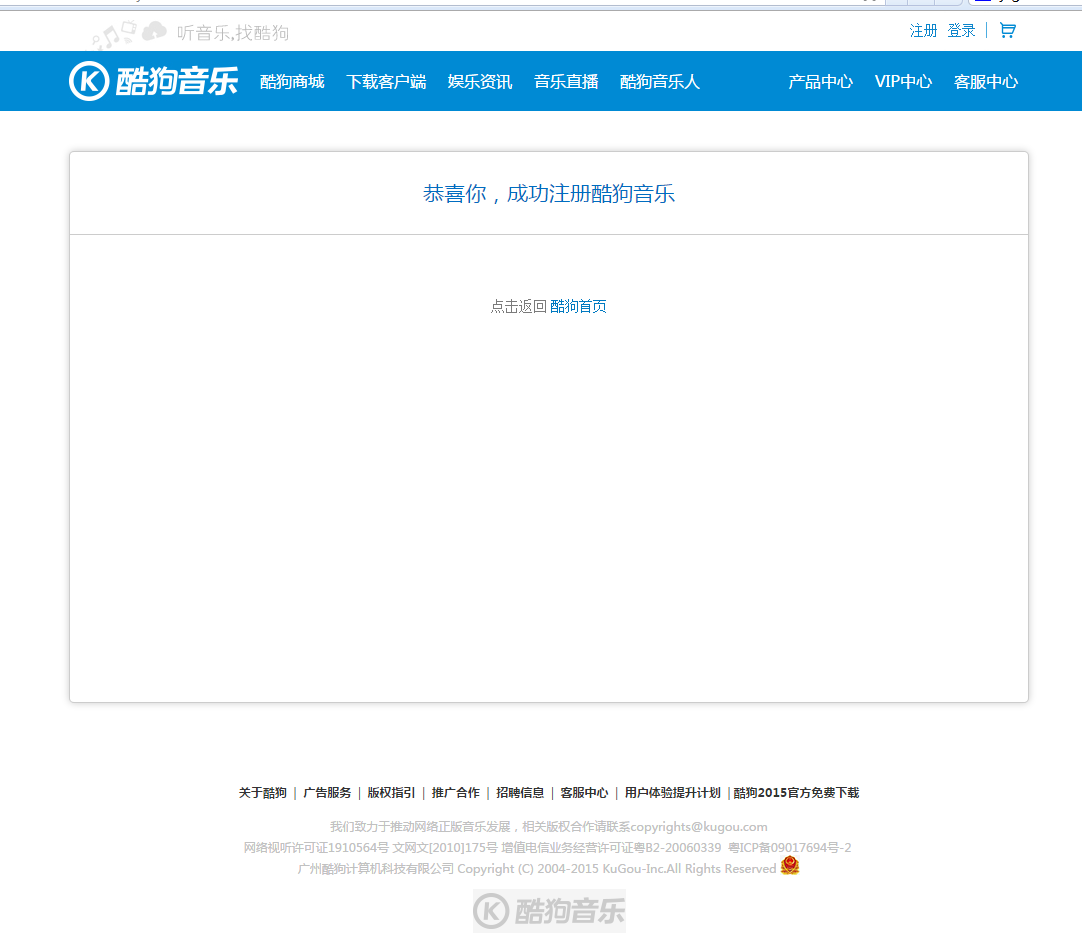 听音乐,找酷狗
注册 登录
酷狗音乐 酷狗商城 下载客户端 娱乐资讯 音乐直播 酷狗音乐人 产品中心 VIP中心 客服中心
恭喜你，成功注册酷狗音乐
点击返回 酷狗首页
关于酷狗 | 广告服务 | 版权指引 | 推广合作 | 招聘信息 | 客服中心 | 用户体验提升计划 | 酷狗2015官方免费下载
我们致力于推动网络正版音乐发展，相关版权合作请联系copyrights@kugou.com
网络视听许可证1910564号 文网文[2010]175号 增值电信业务经营许可证粤B2-20060339 粤ICP备09017694号-2
广州酷狗计算机科技有限公司 Copyright (C) 2004-2015 KuGou-Inc.All Rights Reserved
酷狗音乐